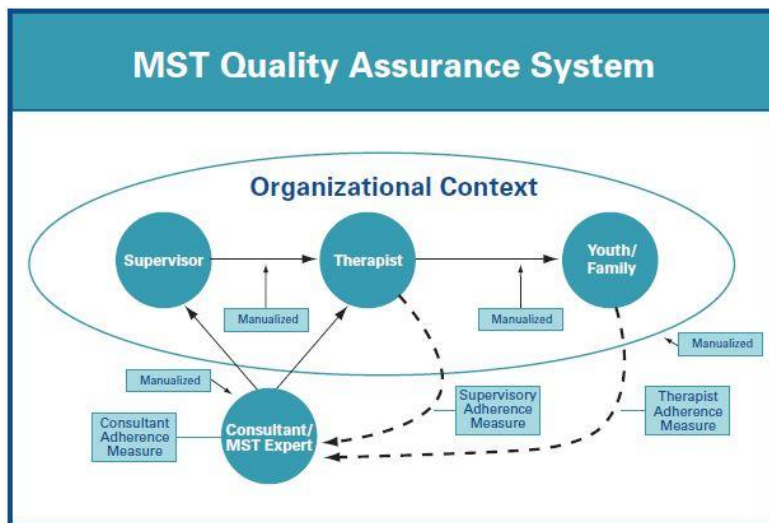 MST Quality Assurance System
Organizational Context
Supervisor
Therapist
Youth/
Family
Manualized
Manualized
Manualized
Manualized
Consultant
Adherence
Measure
Consultant/
MST Expert
Supervisory
Adherence
Measure
Therapist
Adherence
Measure